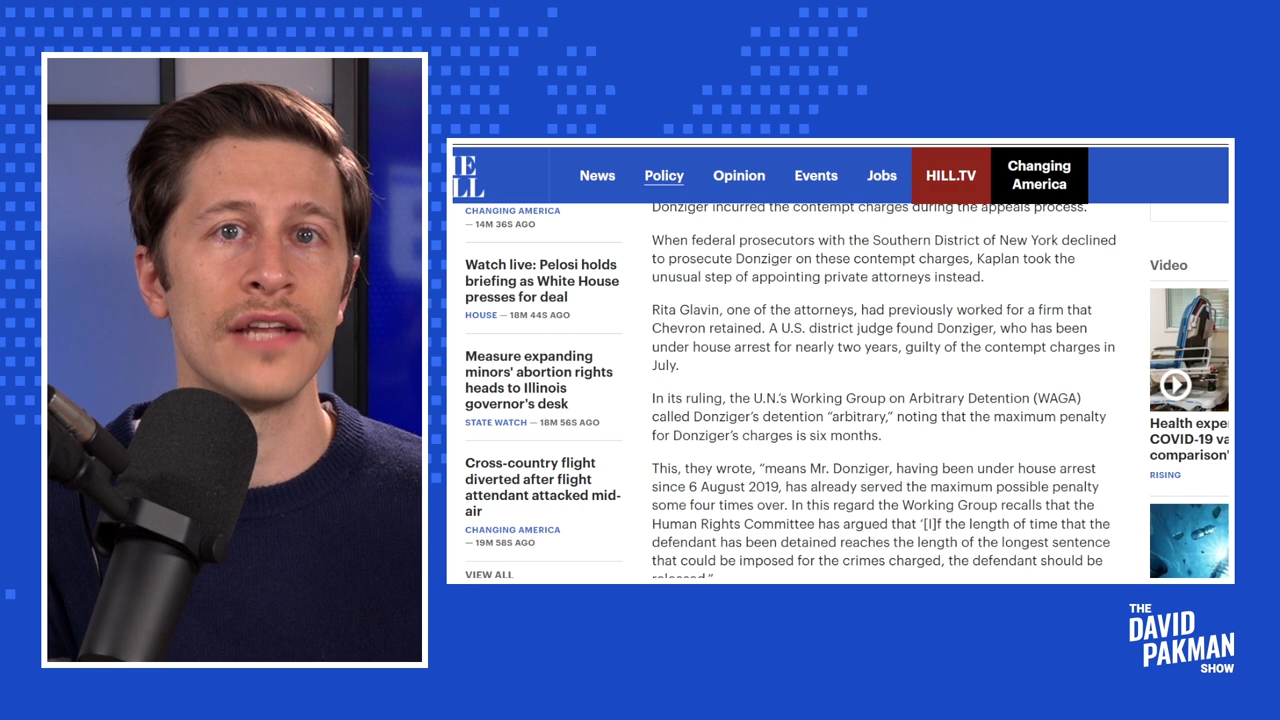 IE
LL
News
Policy
Opinion
Events
Jobs
HILL.TV
Changing
America
CHANGING AMERICA
— 14M 36S AGO
Watch live: Pelosi holds
briefing as White House
presses for deal
HOUSE — 18M 44S AGO
Measure expanding
minors' abortion rights
heads to Illinois
governor's desk
STATE WATCH — 18M 56S AGO
Cross-country flight
diverted after flight
attendant attacked mid-
air
CHANGING AMERICA
— 19M 58S AGO
VIEW ALL
Donziger incurred the contempt charges during the appeals process.
When federal prosecutors with the Southern District of New York declined
to prosecute Donziger on these contempt charges, Kaplan took the
unusual step of appointing private attorneys instead.
Rita Glavin, one of the attorneys, had previously worked for a firm that
Chevron retained. A U.S. district judge found Donziger, who has been
under house arrest for nearly two years, guilty of the contempt charges in
July.
In its ruling, the U.N.'s Working Group on Arbitrary Detention (WAGA)
called Donziger's detention “arbitrary,” noting that the maximum penalty
for Donziger's charges is six months.
This, they wrote, “means Mr. Donziger, having been under house arrest
since 6 August 2019, has already served the maximum possible penalty
some four times over. In this regard the Working Group recalls that the
Human Rights Committee has argued that ‘[I]f the length of time that the
defendant has been detained reaches the length of the longest sentence
that could be imposed for the crimes charged, the defendant should be
released.”
Video
Health expe
COVID-19 va
comparison'
RISING
THE
DAVID
PAKMAN
SHOW